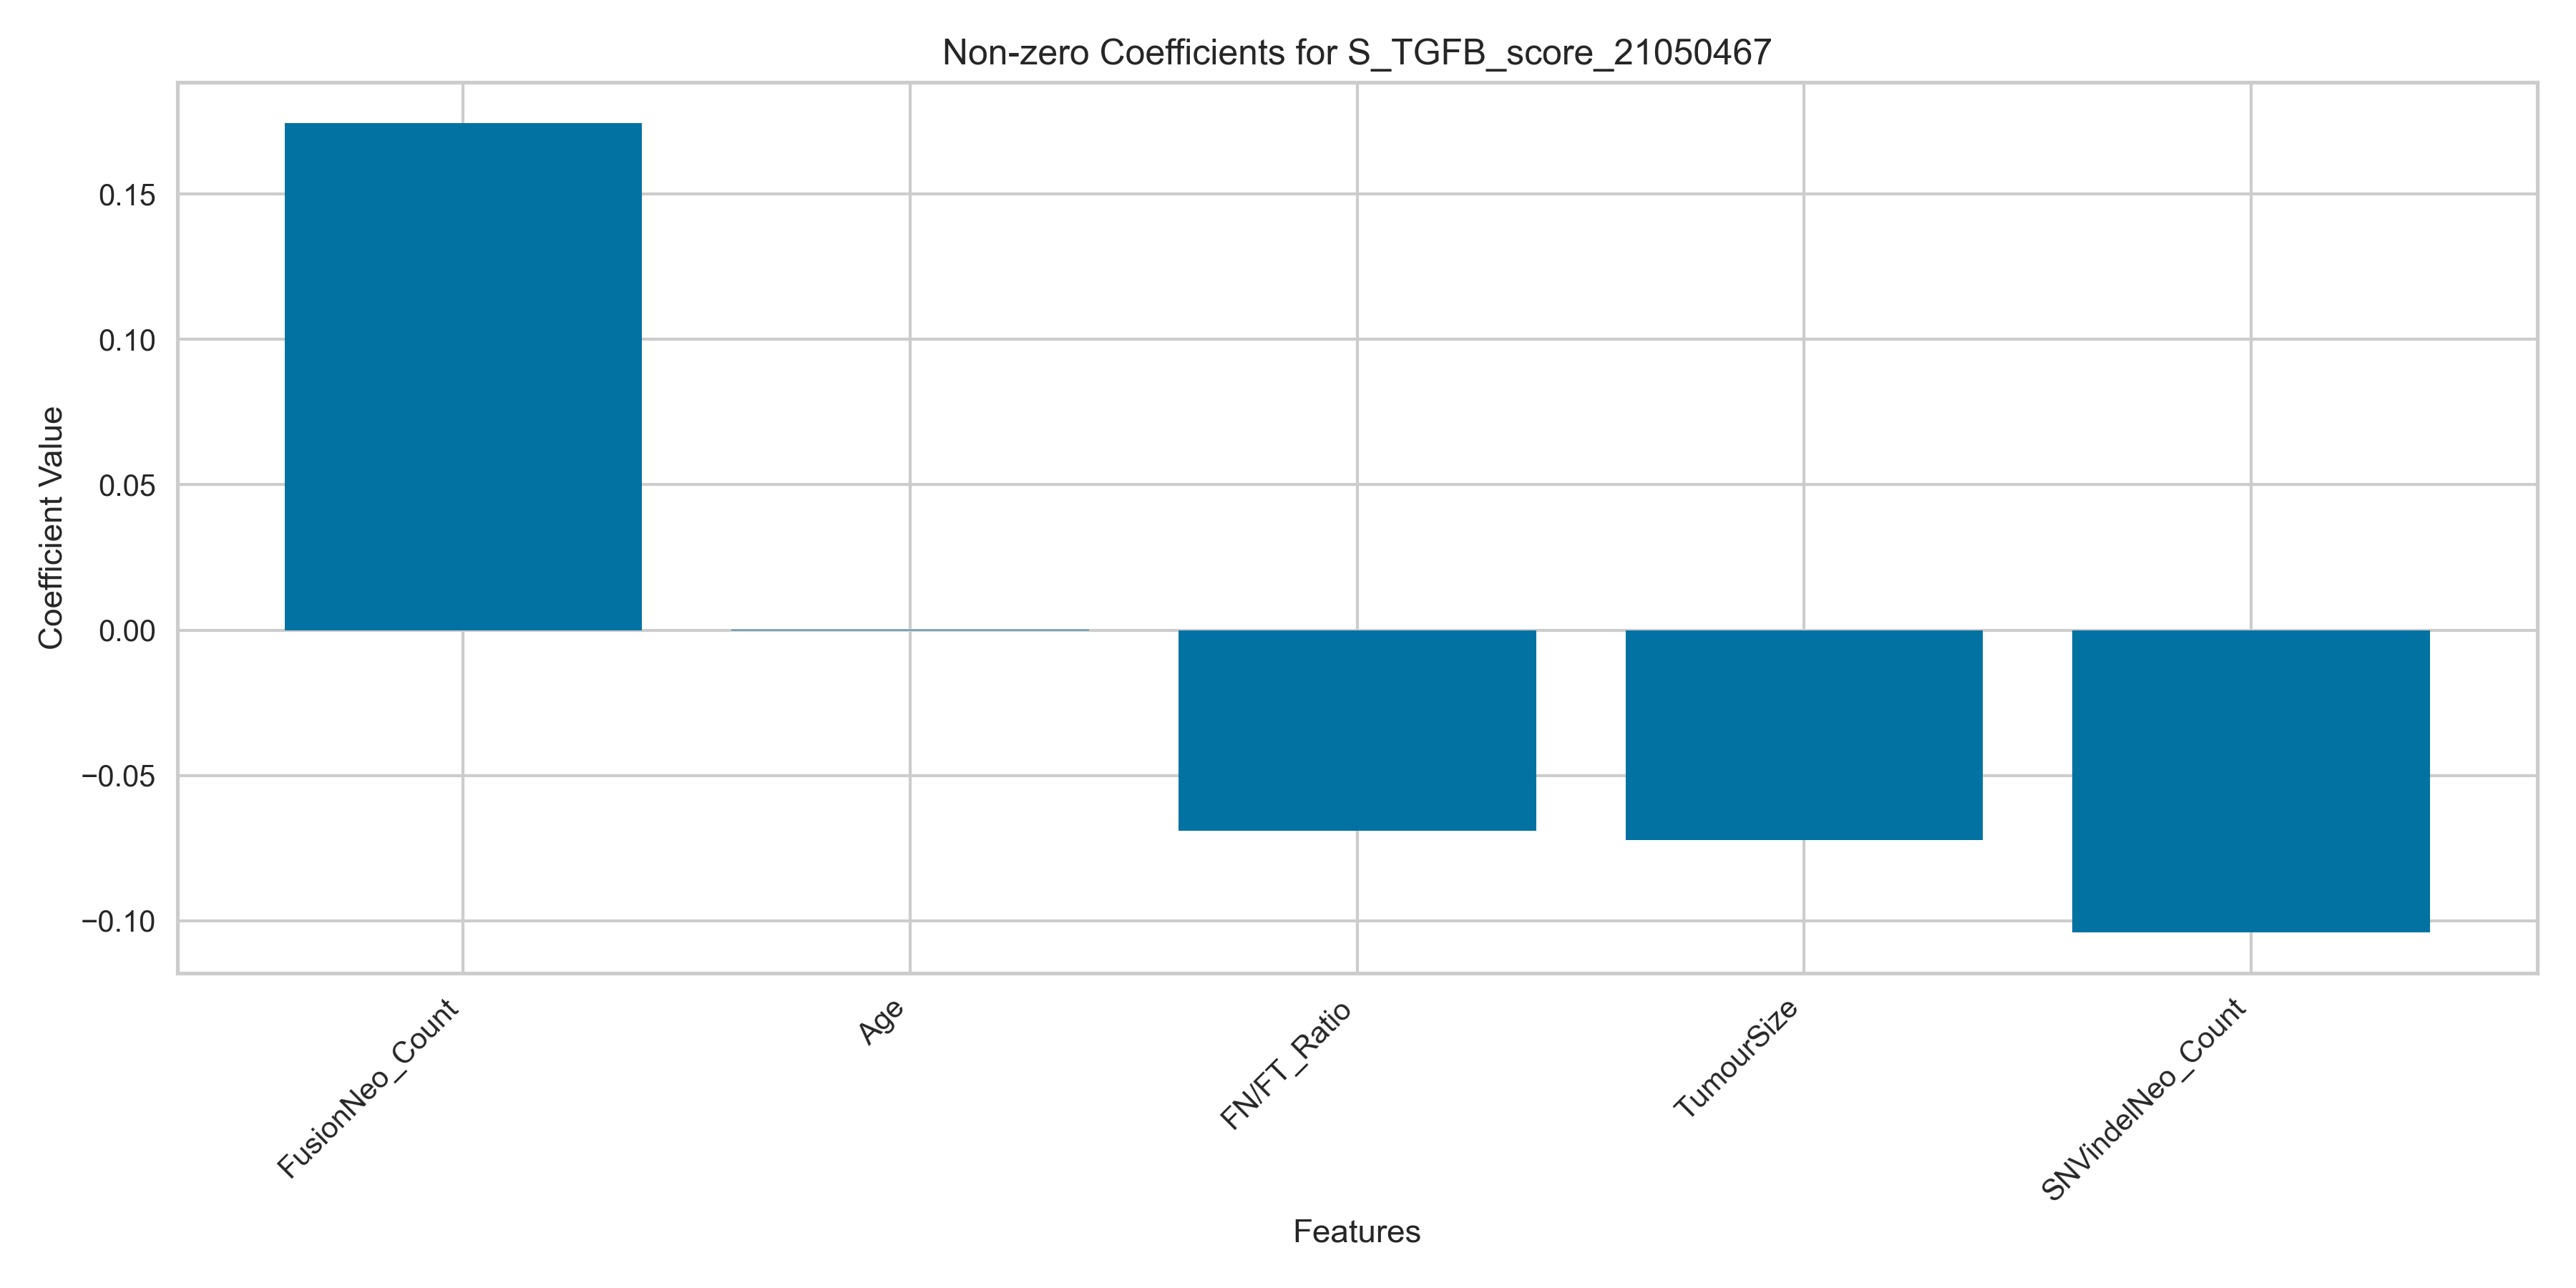 Non-zero Coefficients for S_TGFB_score_21050467
Coefficient Value
0.15
0.10
0.05
0.00
−0.05
−0.10
FusionNeo_Count
Age
FN/FT_Ratio
TumourSize
SNVindelNeo_Count
Features